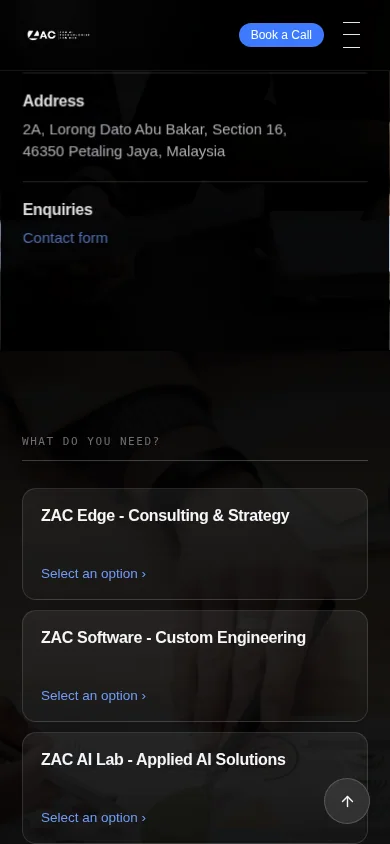 ZAC
Book a Call
Address
2A, Lorong Dato Abu Bakar, Section 16,
46350 Petaling Jaya, Malaysia
Enquiries
Contact form
WHAT DO YOU NEED?
ZAC Edge - Consulting & Strategy
Select an option ›
ZAC Software - Custom Engineering
Select an option ›
ZAC AI Lab - Applied AI Solutions
Select an option ›